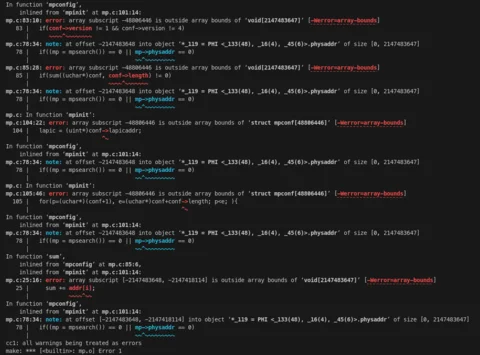 In function 'mpconfig',
inlined from 'mpinit' at mp.c:101:14:
mp.c:83:10: error: array subscript -48806446 is outside array bounds of 'void[2147483647]' [-Werror=array-bounds]
83 | if(conf->version != 1 && conf->version != 4)
| ~~~~^~~~~~~~~
mp.c:78:34: note: at offset -2147483648 into object '*_119 = PHI <_133(48), _16(4), _45(6)>.physaddr' of size [0, 2147483647]
78 | if((mp = mpsearch()) == 0 || mp->physaddr == 0)
| ~~^~~~~~~~~~
mp.c:85:28: error: array subscript -48806446 is outside array bounds of 'void[2147483647]' [-Werror=array-bounds]
85 | if(sum((uchar*)conf, conf->length) != 0)
| ~~~~^~~~~~~~
mp.c:78:34: note: at offset -2147483648 into object '*_119 = PHI <_133(48), _16(4), _45(6)>.physaddr' of size [0, 2147483647]
78 | if((mp = mpsearch()) == 0 || mp->physaddr == 0)
| ~~^~~~~~~~~~
mp.c: In function 'mpinit':
mp.c:104:22: error: array subscript -48806446 is outside array bounds of 'struct mpconf[48806446]' [-Werror=array-bounds]
104 | lapic = (uint*)conf->lapicaddr;
| ^~
In function 'mpconfig',
inlined from 'mpinit' at mp.c:101:14:
mp.c:78:34: note: at offset -2147483648 into object '*_119 = PHI <_133(48), _16(4), _45(6)>.physaddr' of size [0, 2147483647]
78 | if((mp = mpsearch()) == 0 || mp->physaddr == 0)
| ~~^~~~~~~~~~
mp.c: In function 'mpinit':
mp.c:105:46: error: array subscript -48806446 is outside array bounds of 'struct mpconf[48806446]' [-Werror=array-bounds]
105 | for(p=(uchar*)(conf+1), e=(uchar*)conf+conf->length; p<e; ){
| ^~
In function 'mpconfig',
inlined from 'mpinit' at mp.c:101:14:
mp.c:78:34: note: at offset -2147483648 into object '*_119 = PHI <_133(48), _16(4), _45(6)>.physaddr' of size [0, 2147483647]
78 | if((mp = mpsearch()) == 0 || mp->physaddr == 0)
| ~~^~~~~~~~~~
In function 'sum',
inlined from 'mpconfig' at mp.c:85:6,
inlined from 'mpinit' at mp.c:101:14:
mp.c:25:16: error: array subscript [-2147483648, -2147418114] is outside array bounds of 'void[2147483647]' [-Werror=array-bounds]
25 | sum += addr[i];
| ~~~~^~~
In function 'mpconfig',
inlined from 'mpinit' at mp.c:101:14:
mp.c:78:34: note: at offset [-2147483648, -2147418114] into object '*_119 = PHI <_133(48), _16(4), _45(6)>.physaddr' of size [0, 2147483647]
78 | if((mp = mpsearch()) == 0 || mp->physaddr == 0)
| ~~^~~~~~~~~~
cc1: all warnings being treated as errors
make: *** [<builtin>: mp.o] Error 1